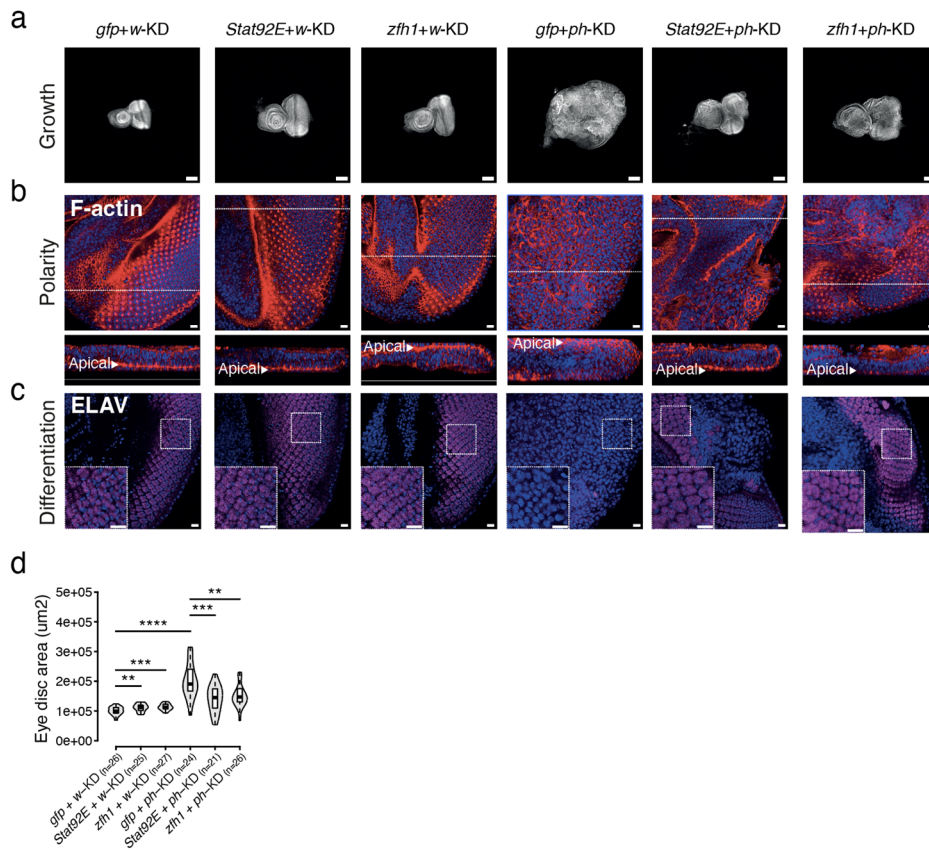 a
gfp+w-KD Stat92E+w-KD zfh1+w-KD gfp+ph-KD Stat92E+ph-KD zfh1+ph-KD
Growth
b
F-actin
Polarity
Apical Apical Apical Apical Apical Apical
c
ELAV
Differentiation
d
Eye disc area (um2)
5e+05
4e+05
3e+05
2e+05
1e+05
0e+00
**
***
****
***
**
gfp + w−KD (n=26)
Stat92E + w−KD (n=25)
zfh1 + w−KD (n=27)
gfp + ph−KD (n=24)
Stat92E + ph−KD (n=21)
zfh1 + ph−KD (n=26)